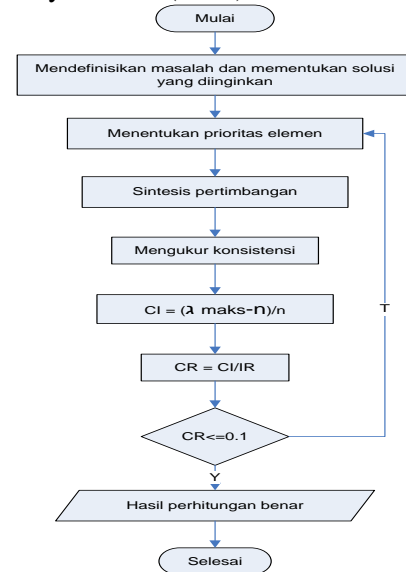 Mulai
Mendefinisikan masalah dan mementukan solusi
yang diinginkan
Menentukan prioritas elemen
Sintesis pertimbangan
Mengukur konsistensi
CI = (λ maks-n)/n
CR = CI/IR
T
CR<=0.1
Y
Hasil perhitungan benar
Selesai